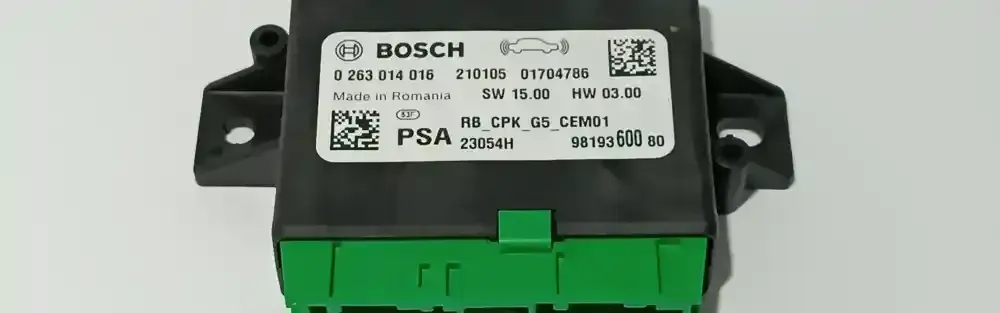 BOSCH
0 263 014 016 210105 01704786
Made in Romania SW 15.00 HW 03.00
53F
RB_CPK_G5_CEM01
PSA 23054H 98193 600 80